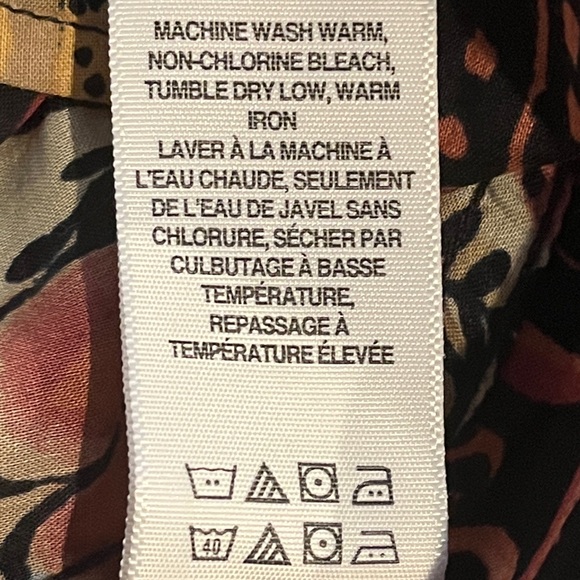 MACHINE WASH WARM,
NON-CHLORINE BLEACH,
TUMBLE DRY LOW, WARM
IRON
LAVER À LA MACHINE À
L'EAU CHAUDE, SEULEMENT
DE L'EAU DE JAVEL SANS
CHLORURE, SÉCHER PAR
CULBUTAGE À BASSE
TEMPÉRATURE,
REPASSAGE À
TEMPÉRATURE ÉLEVÉE
40